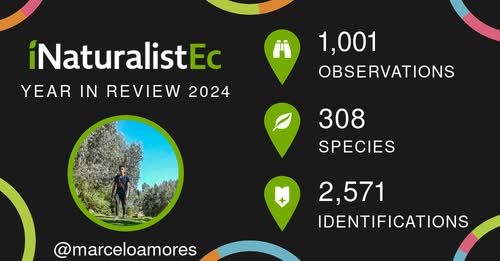 iNaturalistEc
YEAR IN REVIEW 2024
@marceloamores
1,001
OBSERVATIONS
308
SPECIES
2,571
IDENTIFICATIONS